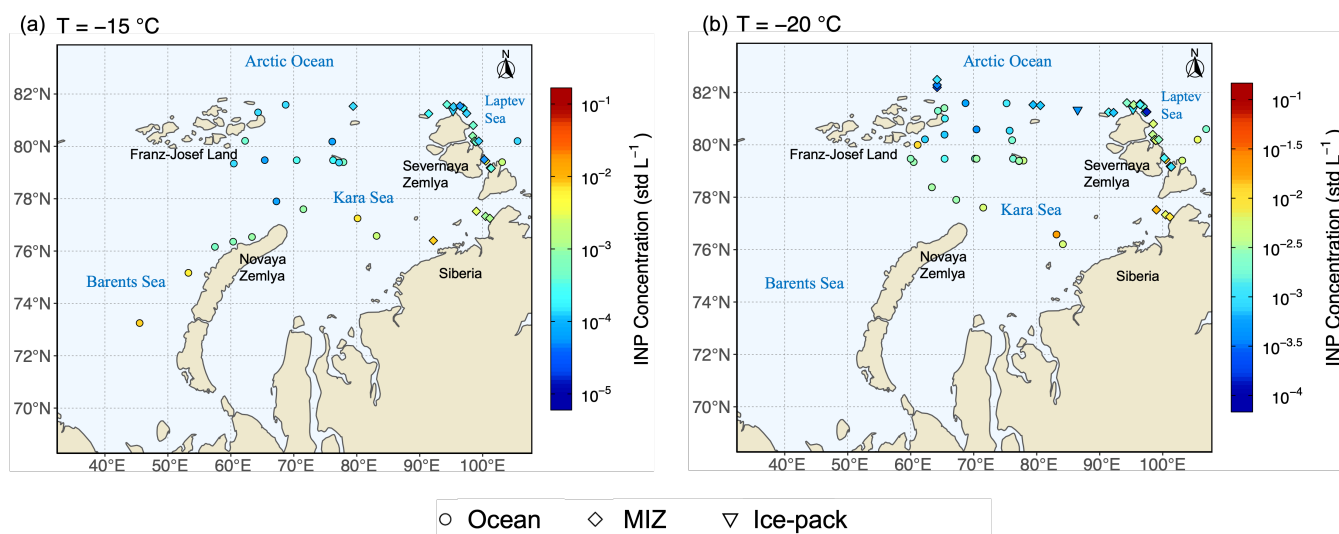 (a) T = −15 °C
(b) T = −20 °C
Arctic Ocean
N
Laptev
Sea
Franz-Josef Land
Severnaya
Zemlya
Kara Sea
Novaya
Zemlya
Barents Sea
Siberia
82°N
80°N
78°N
76°N
74°N
72°N
70°N
40°E 50°E 60°E 70°E 80°E 90°E 100°E
10⁻¹
10⁻²
10⁻³
10⁻⁴
10⁻⁵
INP Concentration (std L⁻¹ )
Arctic Ocean
N
Laptev
Sea
Franz-Josef Land
Severnaya
Zemlya
Kara Sea
Novaya
Zemlya
Barents Sea
Siberia
82°N
80°N
78°N
76°N
74°N
72°N
70°N
40°E 50°E 60°E 70°E 80°E 90°E 100°E
10⁻¹
10⁻¹·⁵
10⁻²
10⁻²·⁵
10⁻³
10⁻³·⁵
10⁻⁴
INP Concentration (std L⁻¹ )
Ocean MIZ Ice-pack